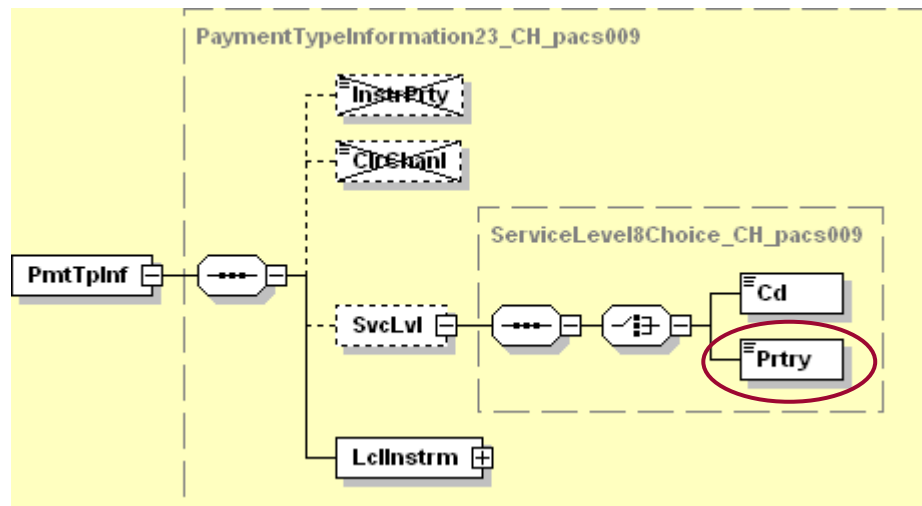 PaymentTypeInformation23_CH_pacs009
InstrPrty
ClrChanl
ServiceLevel8Choice_CH_pacs009
PmtTpInf
Cd
SvcLvl
Prtry
LclInstrm